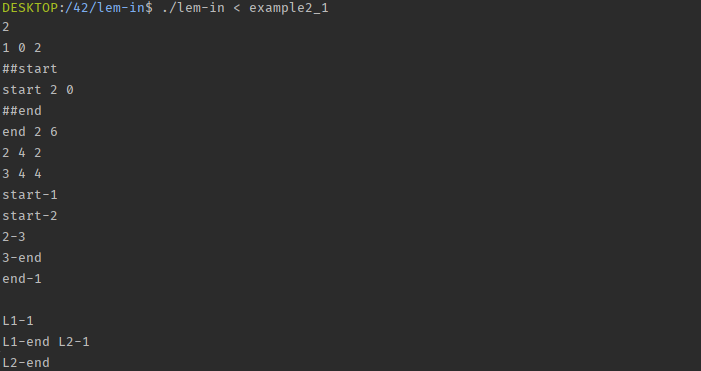 DESKTOP:/42/lem-in$ ./lem-in < example2_1
2
1 0 2
##start
start 2 0
##end
end 2 6
2 4 2
3 4 4
start-1
start-2
2-3
3-end
end-1

L1-1
L1-end L2-1
L2-end